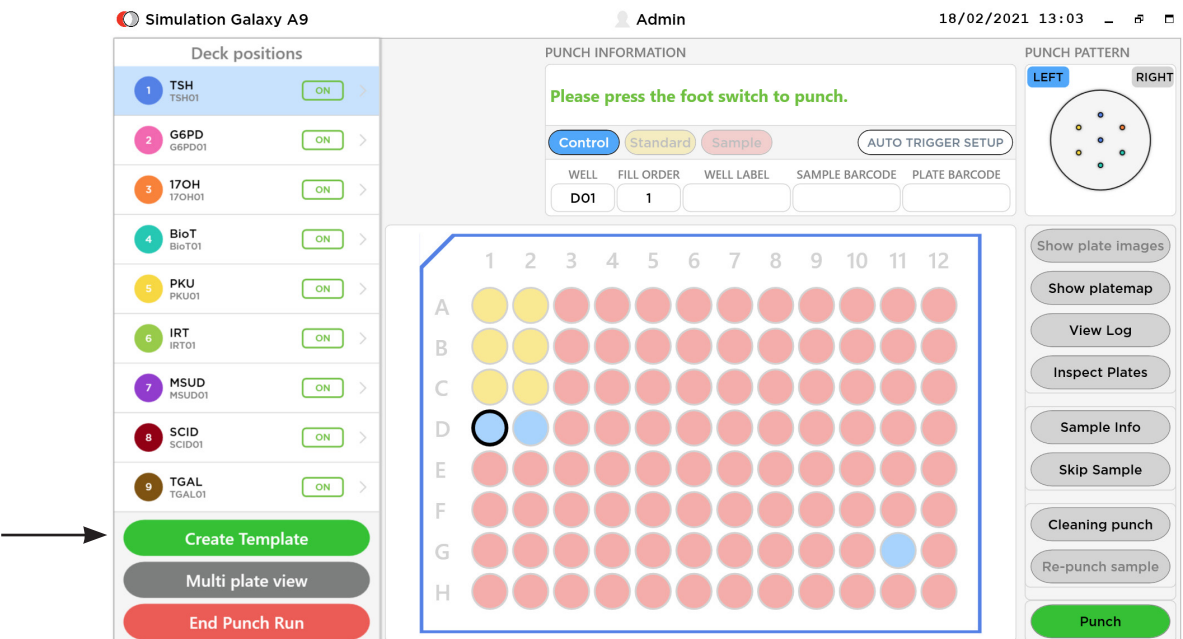 Simulation Galaxy A9
Admin
18/02/2021 13:03
Deck positions
1
TSH
TSH01
ON
2
G6PD
G6PD01
ON
3
17OH
17OH01
ON
4
BioT
BioT01
ON
5
PKU
PKU01
ON
6
IRT
IRT01
ON
7
MSUD
MSUD01
ON
8
SCID
SCID01
ON
9
TGAL
TGAL01
ON
Create Template
Multi plate view
End Punch Run
PUNCH INFORMATION
Please press the foot switch to punch.
Control Standard Sample AUTO TRIGGER SETUP
WELL FILL ORDER WELL LABEL SAMPLE BARCODE PLATE BARCODE
D01 1
1 2 3 4 5 6 7 8 9 10 11 12
A
B
C
D
E
F
G
H
PUNCH PATTERN
LEFT RIGHT
Show plate images
Show platemap
View Log
Inspect Plates
Sample Info
Skip Sample
Cleaning punch
Re-punch sample
Punch